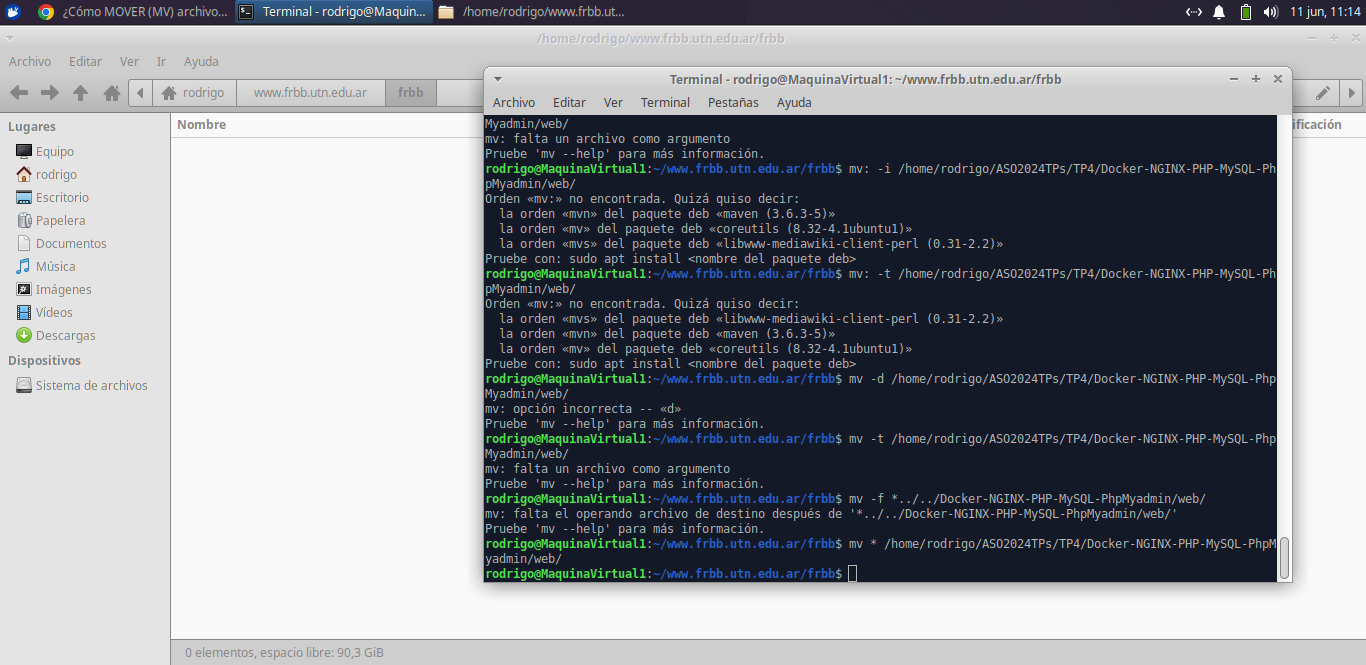 ¿Cómo MOVER (MV) archivo...
Terminal - rodrigo@Maquin...
/home/rodrigo/www.frbb.ut...
11 jun, 11:14
/home/rodrigo/www.frbb.utn.edu.ar/frbb
Archivo Editar Ver Ir Ayuda
rodrigo www.frbb.utn.edu.ar frbb
Lugares
Equipo
rodrigo
Escritorio
Papelera
Documentos
Música
Imágenes
Vídeos
Descargas
Dispositivos
Sistema de archivos
Nombre
ificación
0 elementos, espacio libre: 90,3 GiB
Terminal - rodrigo@MaquinaVirtual1: ~/www.frbb.utn.edu.ar/frbb
Archivo Editar Ver Terminal Pestañas Ayuda
Myadmin/web/
mv: falta un archivo como argumento
Pruebe 'mv --help' para más información.
rodrigo@MaquinaVirtual1:~/www.frbb.utn.edu.ar/frbb$ mv: -i /home/rodrigo/ASO2024TPs/TP4/Docker-NGINX-PHP-MySQL-Ph
pMyadmin/web/
Orden «mv:» no encontrada. Quizá quiso decir:
la orden «mvn» del paquete deb «maven (3.6.3-5)»
la orden «mv» del paquete deb «coreutils (8.32-4.1ubuntu1)»
la orden «mvs» del paquete deb «libwww-mediawiki-client-perl (0.31-2.2)»
Pruebe con: sudo apt install <nombre del paquete deb>
rodrigo@MaquinaVirtual1:~/www.frbb.utn.edu.ar/frbb$ mv: -t /home/rodrigo/ASO2024TPs/TP4/Docker-NGINX-PHP-MySQL-Ph
pMyadmin/web/
Orden «mv:» no encontrada. Quizá quiso decir:
la orden «mvs» del paquete deb «libwww-mediawiki-client-perl (0.31-2.2)»
la orden «mvn» del paquete deb «maven (3.6.3-5)»
la orden «mv» del paquete deb «coreutils (8.32-4.1ubuntu1)»
Pruebe con: sudo apt install <nombre del paquete deb>
rodrigo@MaquinaVirtual1:~/www.frbb.utn.edu.ar/frbb$ mv -d /home/rodrigo/ASO2024TPs/TP4/Docker-NGINX-PHP-MySQL-Php
Myadmin/web/
mv: opción incorrecta -- «d»
Pruebe 'mv --help' para más información.
rodrigo@MaquinaVirtual1:~/www.frbb.utn.edu.ar/frbb$ mv -t /home/rodrigo/ASO2024TPs/TP4/Docker-NGINX-PHP-MySQL-Php
Myadmin/web/
mv: falta un archivo como argumento
Pruebe 'mv --help' para más información.
rodrigo@MaquinaVirtual1:~/www.frbb.utn.edu.ar/frbb$ mv -f *../../Docker-NGINX-PHP-MySQL-PhpMyadmin/web/
mv: falta el operando archivo de destino después de '*../../Docker-NGINX-PHP-MySQL-PhpMyadmin/web/'
Pruebe 'mv --help' para más información.
rodrigo@MaquinaVirtual1:~/www.frbb.utn.edu.ar/frbb$ mv * /home/rodrigo/ASO2024TPs/TP4/Docker-NGINX-PHP-MySQL-PhpM
yadmin/web/
rodrigo@MaquinaVirtual1:~/www.frbb.utn.edu.ar/frbb$